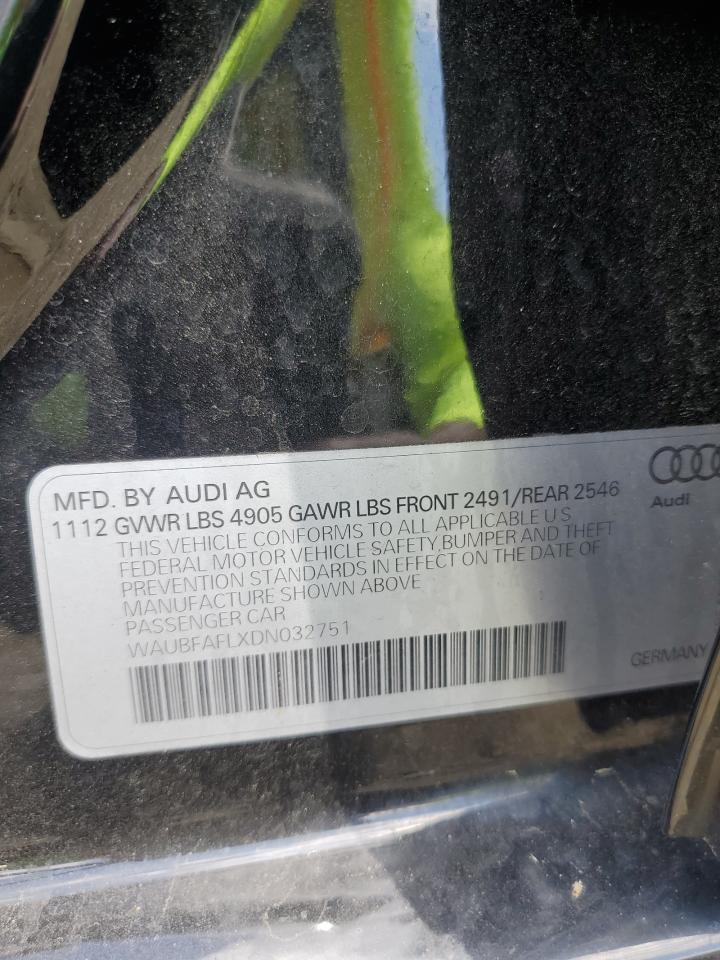 MFD. BY AUDI AG
1112 GVWR LBS 4905 GAWR LBS FRONT 2491/REAR 2546
Audi
THIS VEHICLE CONFORMS TO ALL APPLICABLE U S
FEDERAL MOTOR VEHICLE SAFETY, BUMPER AND THEFT
PREVENTION STANDARDS IN EFFECT ON THE DATE OF
MANUFACTURE SHOWN ABOVE
PASSENGER CAR
WAUBFAFLXDN032751
GERMANY